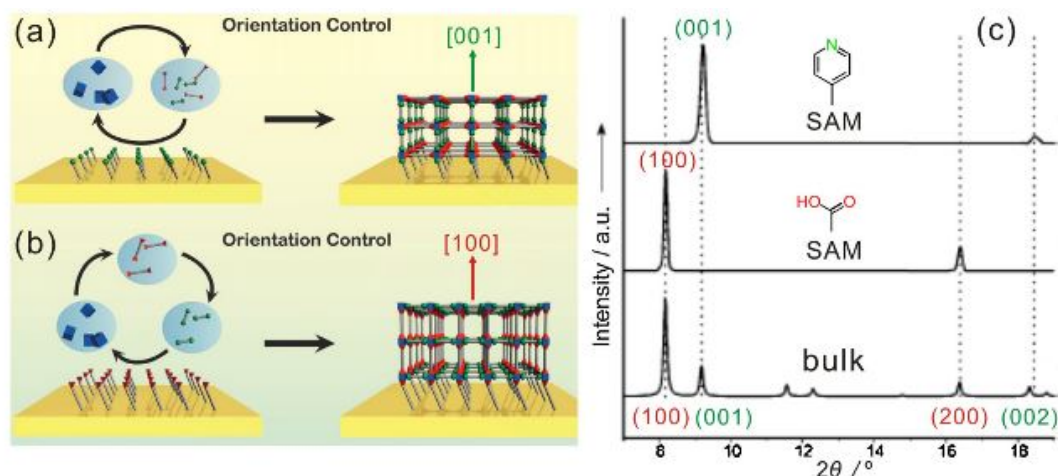 (a)
Orientation Control
[001]
(b)
Orientation Control
[100]
(c)
(001)
N
SAM
(100)
HO O
SAM
bulk
(100) (001) (200) (002)
Intensity / a.u.
8 10 12 14 16 18
2θ / °